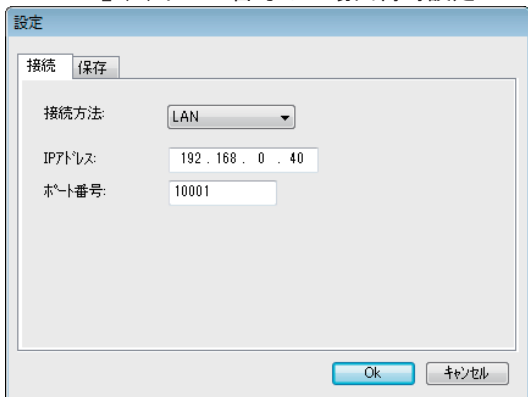 設定
接続 保存
接続方法: LAN
IPｱﾄﾞﾚｽ: 192 . 168 . 0 . 40
ﾎﾟｰﾄ番号: 10001
Ok ｷｬﾝｾﾙ